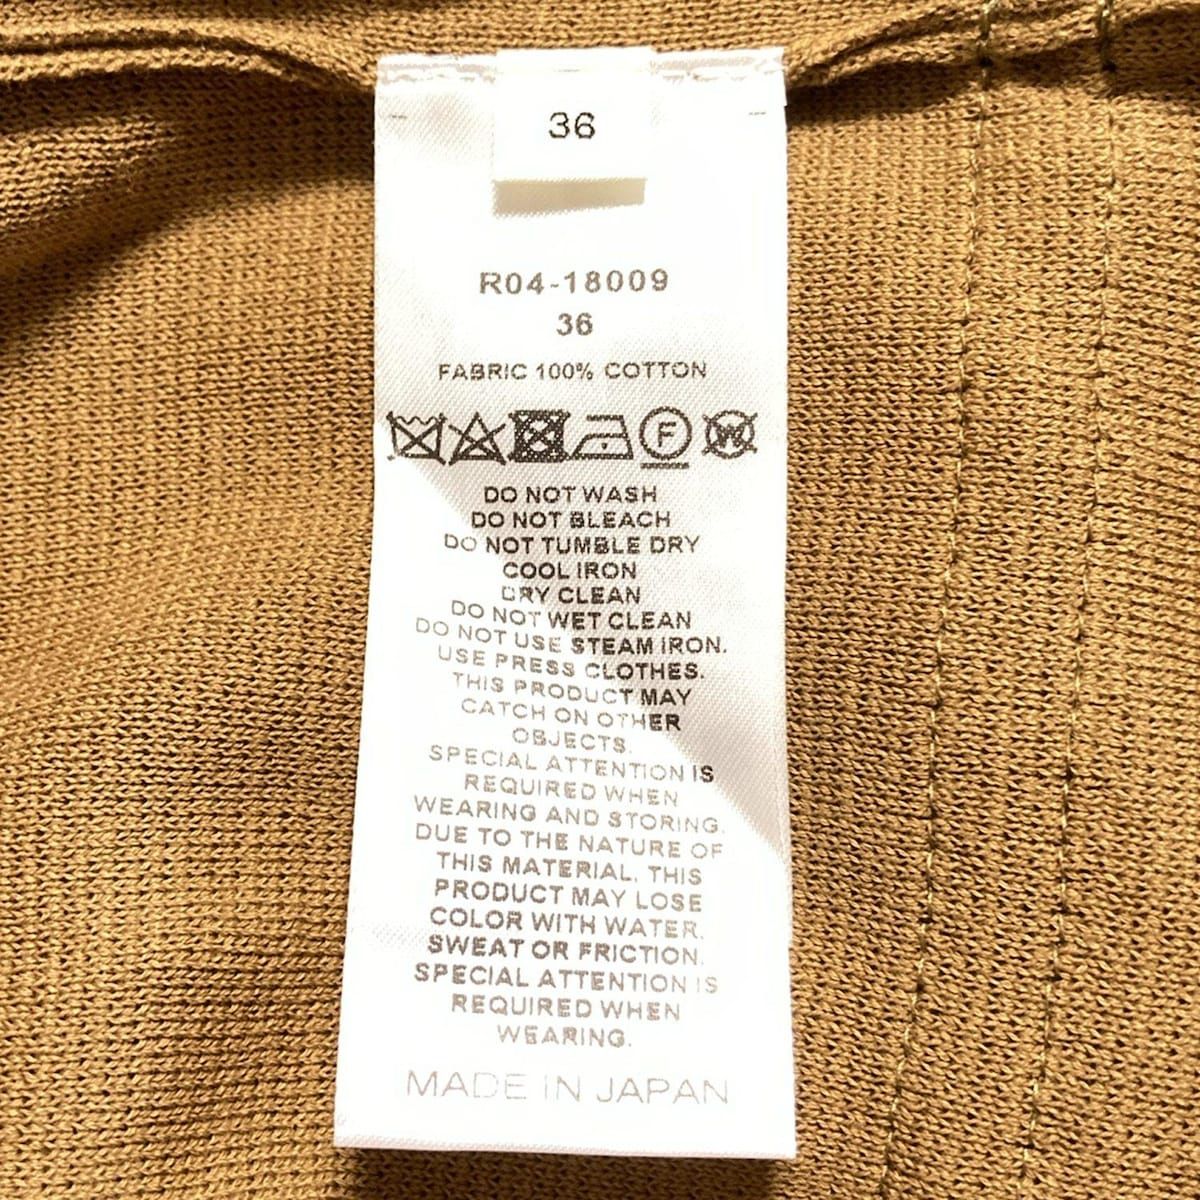 36
R04-18009
36
FABRIC 100% COTTON
F W
DO NOT WASH
DO NOT BLEACH
DO NOT TUMBLE DRY
COOL IRON
DRY CLEAN
DO NOT WET CLEAN
DO NOT USE STEAM IRON.
USE PRESS CLOTHES.
THIS PRODUCT MAY
CATCH ON OTHER
OBJECTS.
SPECIAL ATTENTION IS
REQUIRED WHEN
WEARING AND STORING.
DUE TO THE NATURE OF
THIS MATERIAL, THIS
PRODUCT MAY LOSE
COLOR WITH WATER,
SWEAT OR FRICTION.
SPECIAL ATTENTION IS
REQUIRED WHEN
WEARING.
MADE IN JAPAN